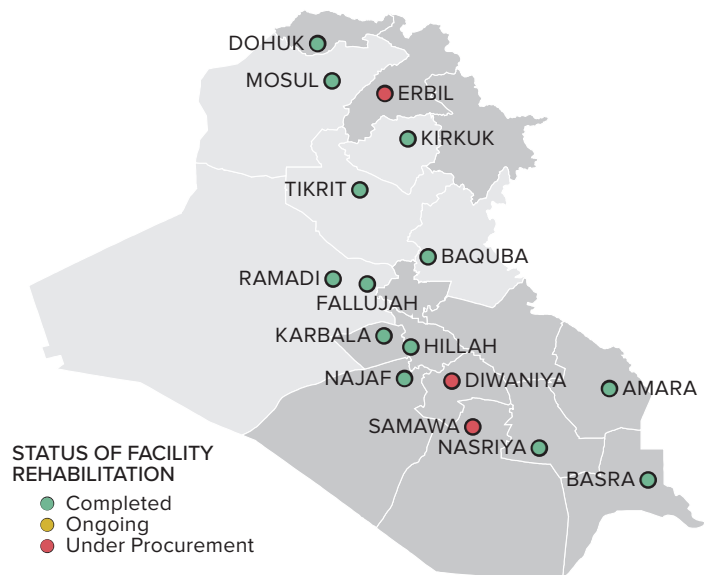 DOHUK
MOSUL
ERBIL
KIRKUK
TIKRIT
BAQUBA
RAMADI
FALLUJAH
KARBALA
HILLAH
NAJAF
DIWANIYA
AMARA
SAMAWA
NASRIYA
BASRA
STATUS OF FACILITY
REHABILITATION
Completed
Ongoing
Under Procurement